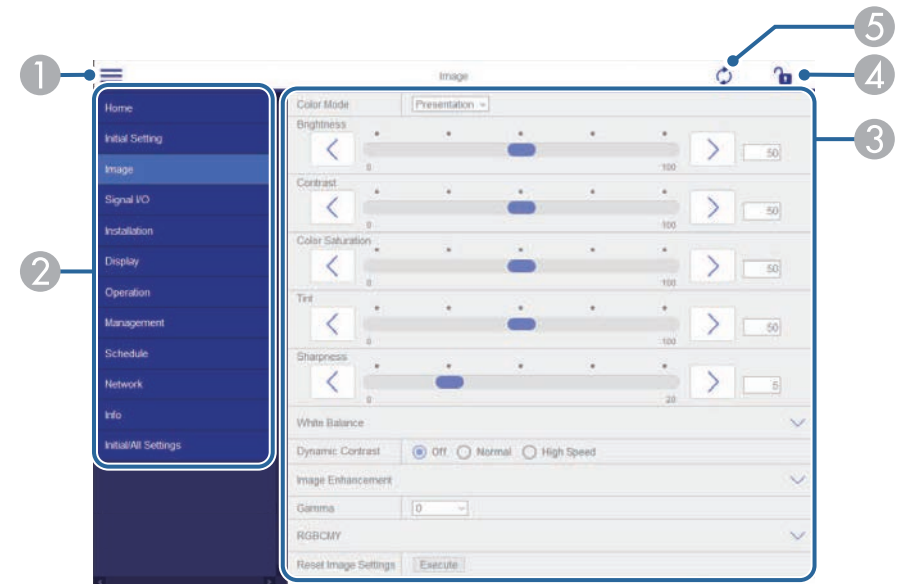 5
1
Image
4
Home
Color Mode
Presentation
Initial Setting
Brightness
3
0
100
50
Image
Signal I/O
Contrast
0
100
50
Installation
Display
Color Saturation
0
100
50
2
Operation
Management
Tint
0
100
50
Schedule
Network
Sharpness
0
20
5
Info
White Balance
Initial/All Settings
Dynamic Contrast
Off Normal High Speed
Image Enhancement
Gamma
0
RGBCMY
Reset Image Settings
Execute